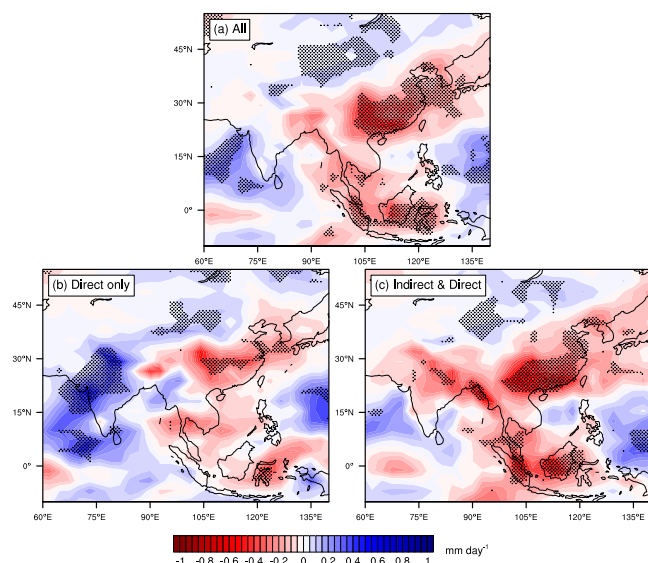 (a) All
45°N
30°N
15°N
0°N
60°E 75°E 90°E 105°E 120°E 135°E
(b) Direct only
(c) Indirect & Direct
45°N 45°N
30°N 30°N
15°N 15°N
0°N 0°N
60°E 75°E 90°E 105°E 120°E 135°E 60°E 75°E 90°E 105°E 120°E 135°E
-1 -0.8 -0.6 -0.4 -0.2 0 0.2 0.4 0.6 0.8 1 mm day⁻¹